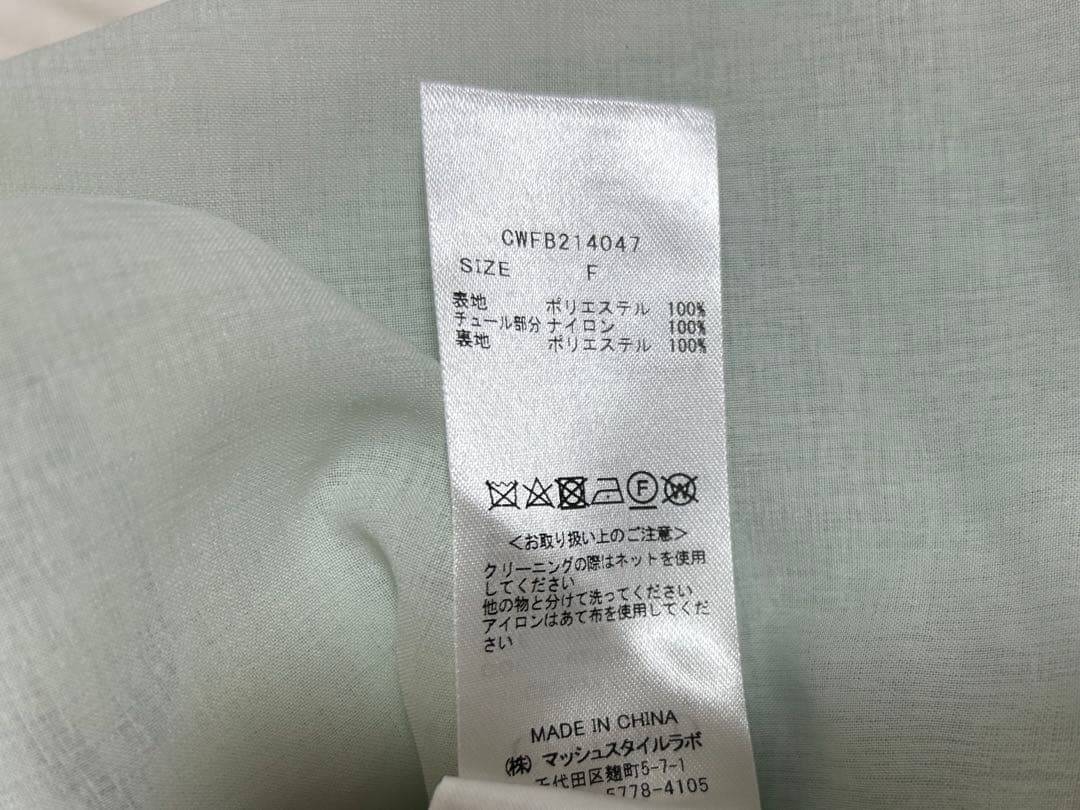 CWFB214047
SIZE F
表地 ポリエステル 100%
チュール部分 ナイロン 100%
裏地 ポリエステル 100%
F W
<お取り扱い上のご注意>
クリーニングの際はネットを使用
してください
他の物と分けて洗ってください
アイロンはあて布を使用してくだ
さい
MADE IN CHINA
(株) マッシュスタイルラボ
千代田区麹町5-7-1
5778-4105